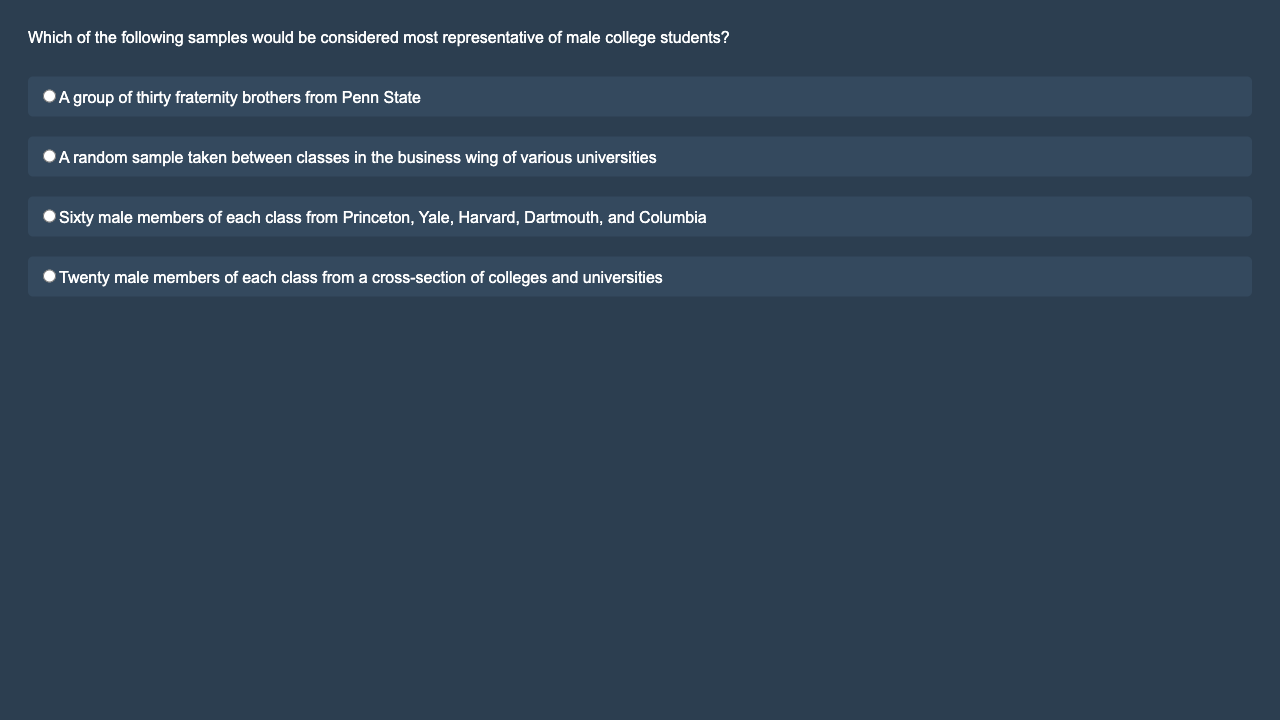 Which of the following samples would be considered most representative of male college students?
A group of thirty fraternity brothers from Penn State
A random sample taken between classes in the business wing of various universities
Sixty male members of each class from Princeton, Yale, Harvard, Dartmouth, and Columbia
Twenty male members of each class from a cross-section of colleges and universities